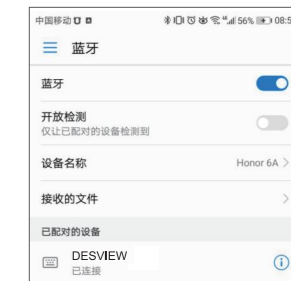 中国移动
56% 08:5
蓝牙
蓝牙
开放检测
仅让已配对的设备检测到
设备名称 Honor 6A
接收的文件
已配对的设备
DESVIEW
已连接